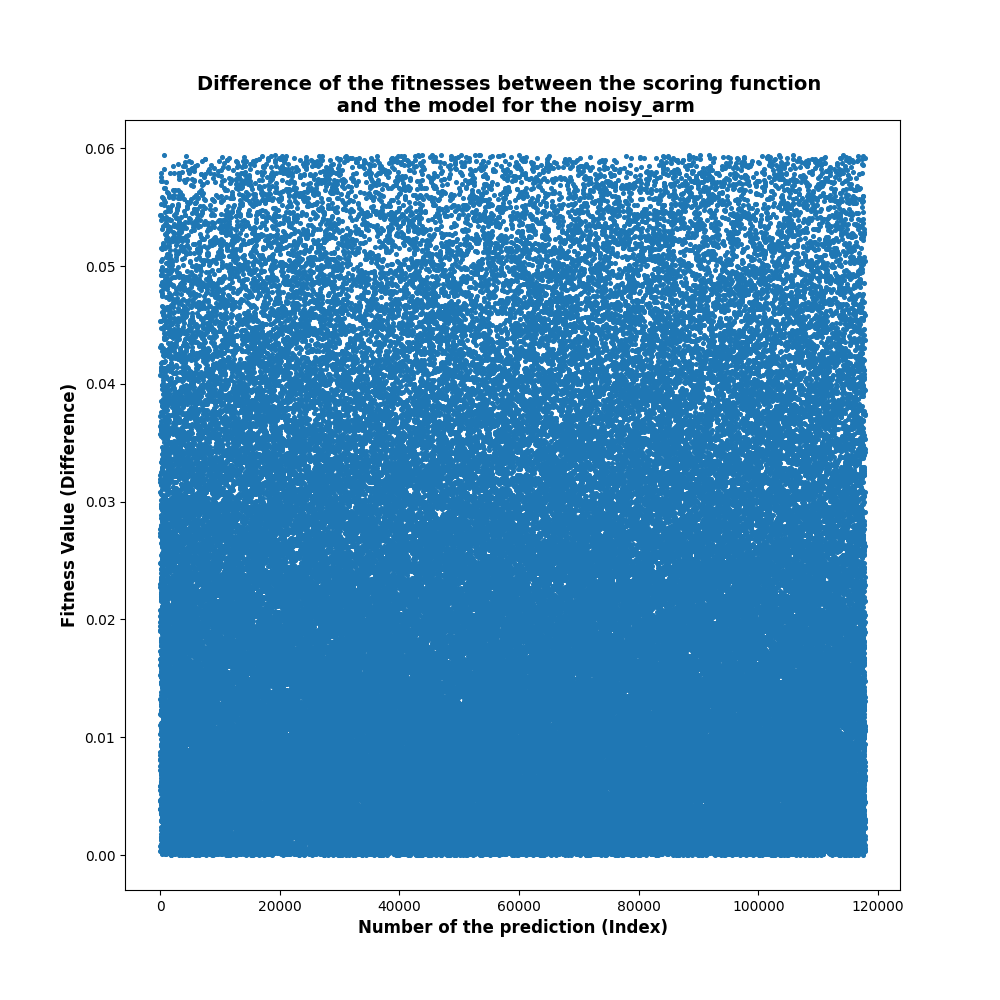 Difference of the fitnesses between the scoring function
and the model for the noisy_arm
0.06
0.05
0.04
0.03
0.02
0.01
0.00
Fitness Value (Difference)
0 20000 40000 60000 80000 100000 120000
Number of the prediction (Index)